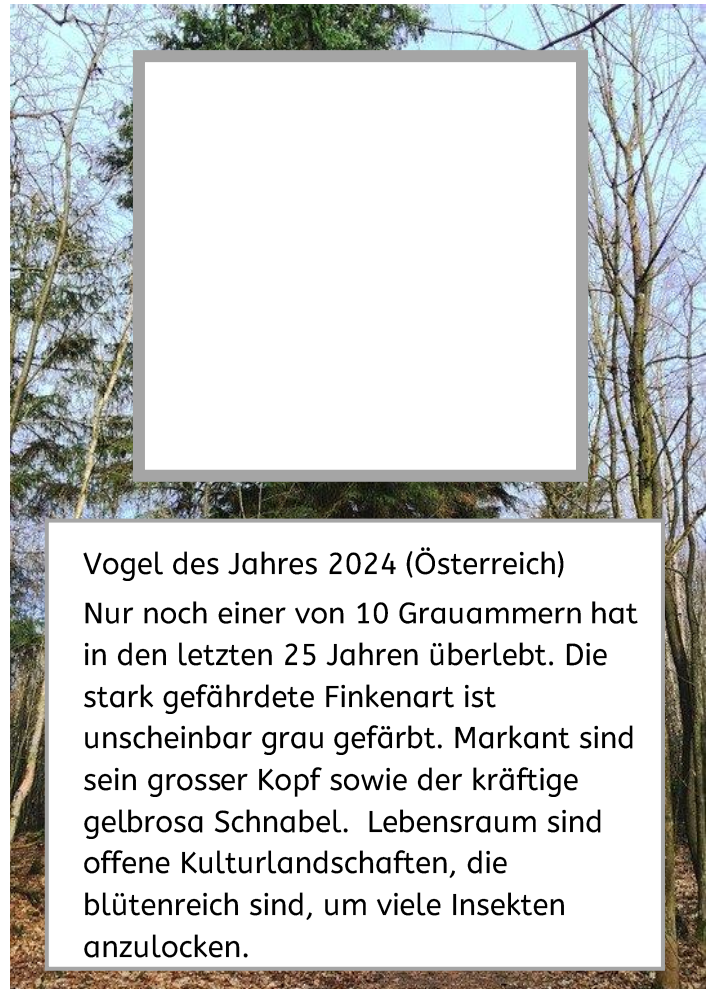 Vogel des Jahres 2024 (Österreich)
Nur noch einer von 10 Grauammern hat
in den letzten 25 Jahren überlebt. Die
stark gefährdete Finkenart ist
unscheinbar grau gefärbt. Markant sind
sein grosser Kopf sowie der kräftige
gelbrosa Schnabel.  Lebensraum sind
offene Kulturlandschaften, die
blütenreich sind, um viele Insekten
anzulocken.